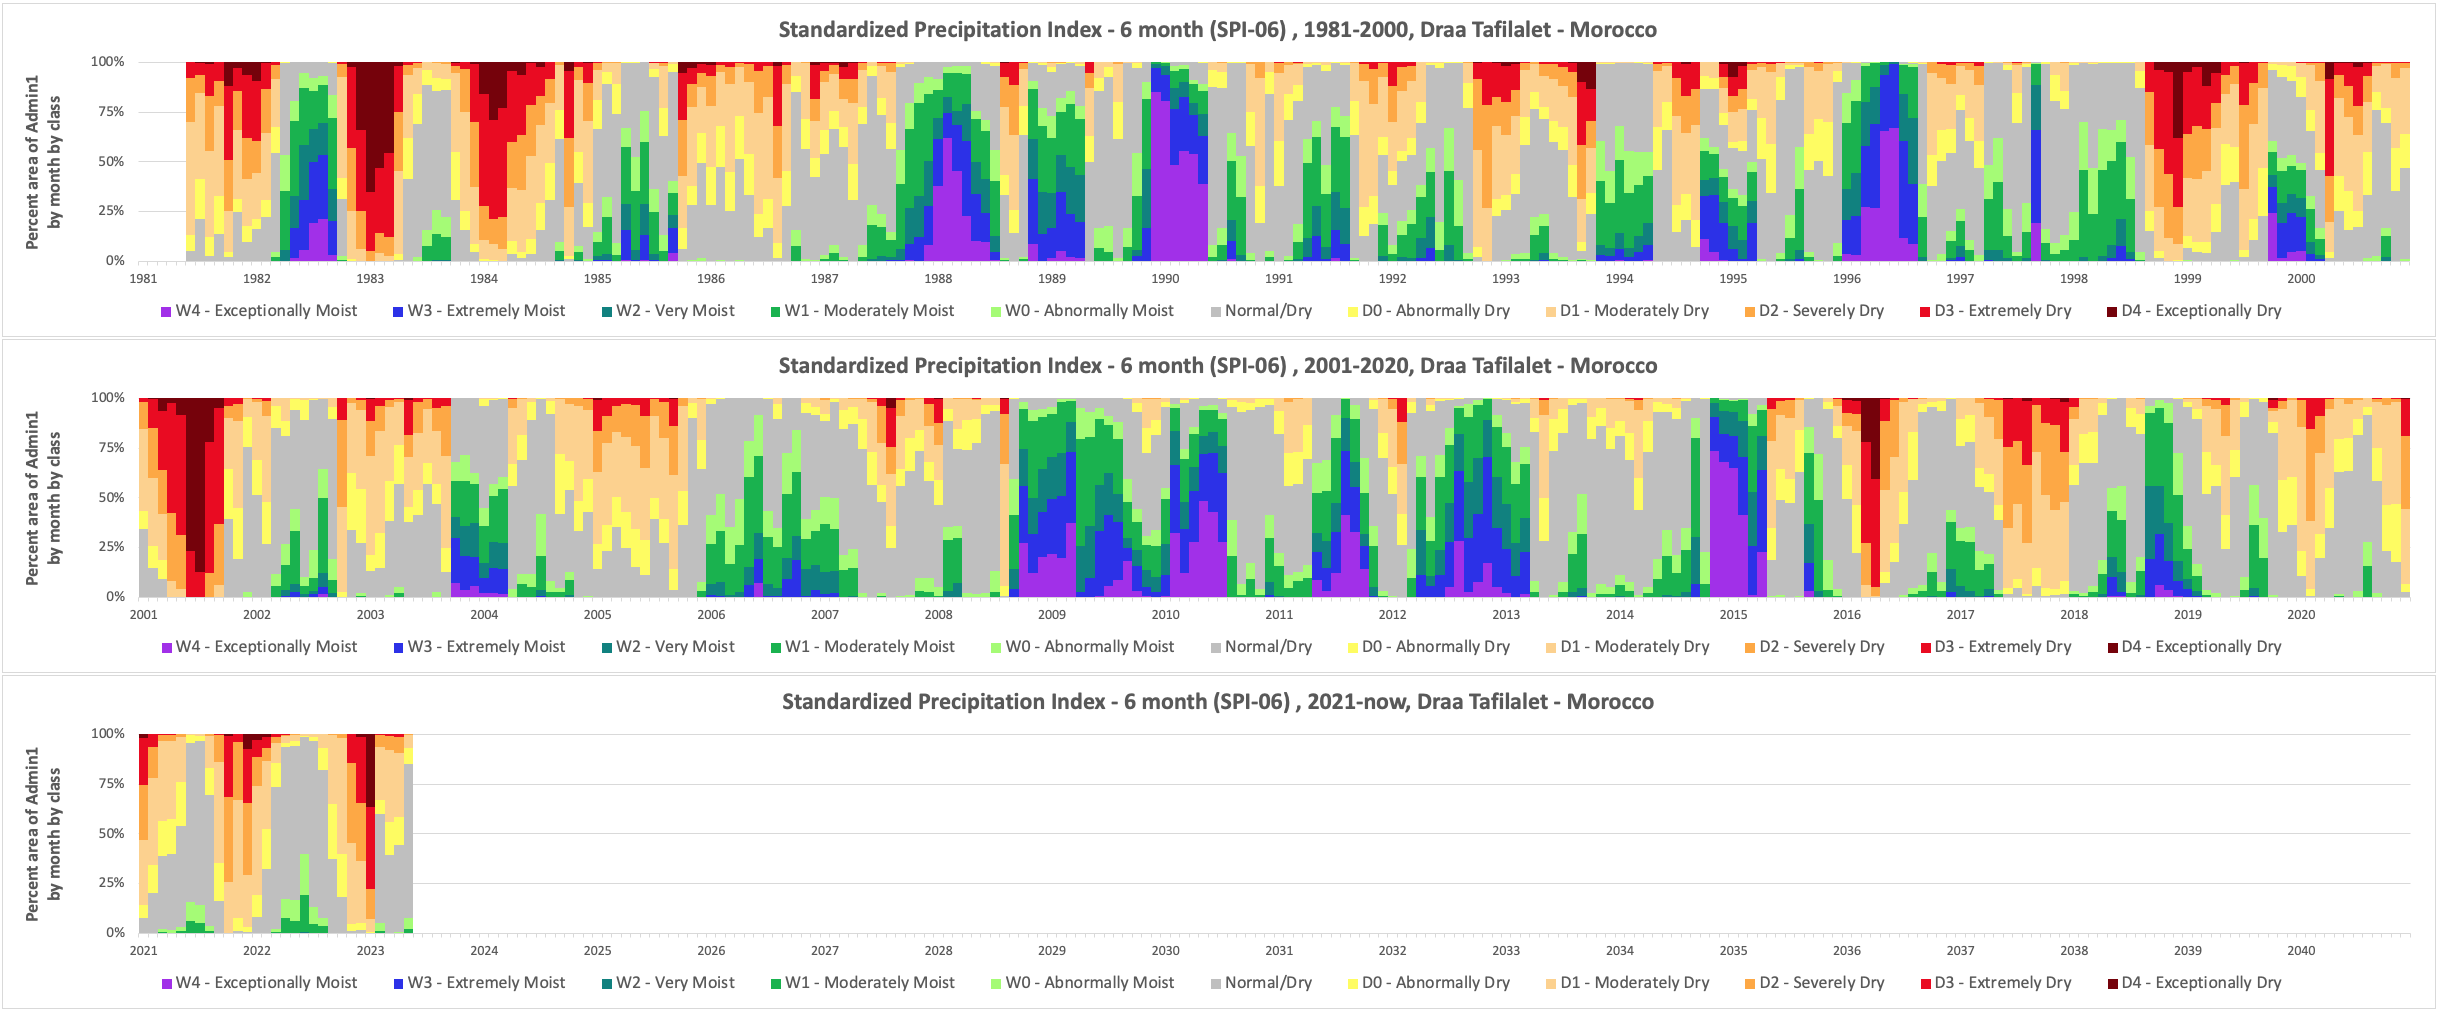 Standardized Precipitation Index - 6 month (SPI-06) , 1981-2000, Draa Tafilalet - Morocco
Percent area of Admin1
by month by class
100%
75%
50%
25%
0%
1981 1982 1983 1984 1985 1986 1987 1988 1989 1990 1991 1992 1993 1994 1995 1996 1997 1998 1999 2000
W4 - Exceptionally Moist W3 - Extremely Moist W2 - Very Moist W1 - Moderately Moist W0 - Abnormally Moist Normal/Dry D0 - Abnormally Dry D1 - Moderately Dry D2 - Severely Dry D3 - Extremely Dry D4 - Exceptionally Dry
Standardized Precipitation Index - 6 month (SPI-06) , 2001-2020, Draa Tafilalet - Morocco
Percent area of Admin1
by month by class
100%
75%
50%
25%
0%
2001 2002 2003 2004 2005 2006 2007 2008 2009 2010 2011 2012 2013 2014 2015 2016 2017 2018 2019 2020
W4 - Exceptionally Moist W3 - Extremely Moist W2 - Very Moist W1 - Moderately Moist W0 - Abnormally Moist Normal/Dry D0 - Abnormally Dry D1 - Moderately Dry D2 - Severely Dry D3 - Extremely Dry D4 - Exceptionally Dry
Standardized Precipitation Index - 6 month (SPI-06) , 2021-now, Draa Tafilalet - Morocco
Percent area of Admin1
by month by class
100%
75%
50%
25%
0%
2021 2022 2023 2024 2025 2026 2027 2028 2029 2030 2031 2032 2033 2034 2035 2036 2037 2038 2039 2040
W4 - Exceptionally Moist W3 - Extremely Moist W2 - Very Moist W1 - Moderately Moist W0 - Abnormally Moist Normal/Dry D0 - Abnormally Dry D1 - Moderately Dry D2 - Severely Dry D3 - Extremely Dry D4 - Exceptionally Dry